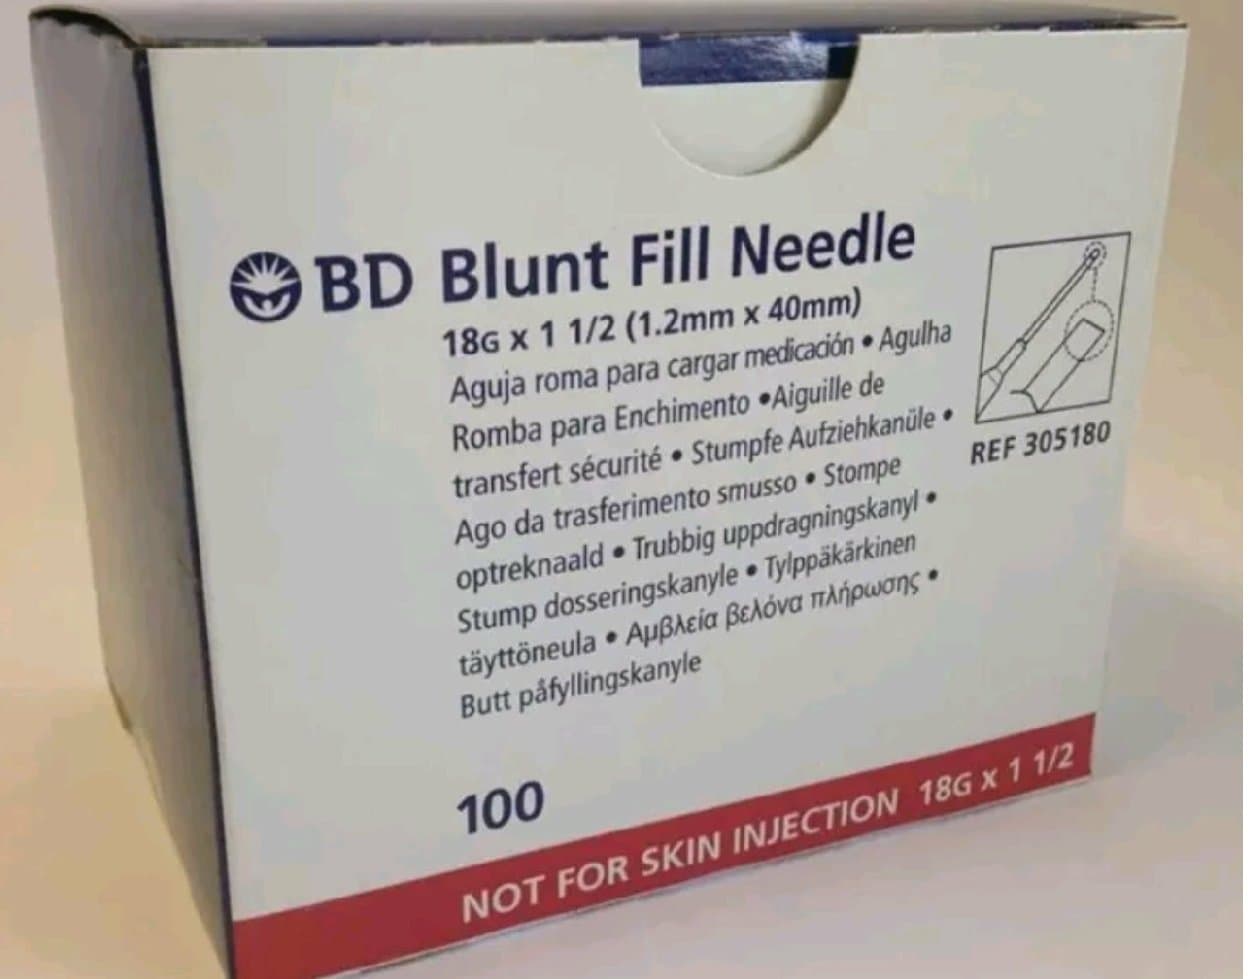 BD Blunt Fill Needle
18G x 1 1/2 (1.2mm x 40mm)
Aguja roma para cargar medicación • Agulha
Romba para Enchimento •Aiguille de
transfert sécurité • Stumpfe Aufziehkanüle •
Ago da trasferimento smusso • Stompe
optreknaald • Trubbig uppdragningskanyl •
Stump dosseringskanyle • Tylppäkärkinen
täyttöneula • Αμβλεία βελόνα πλήρωσης •
Butt påfyllingskanyle
REF 305180
100
NOT FOR SKIN INJECTION 18G x 1 1/2